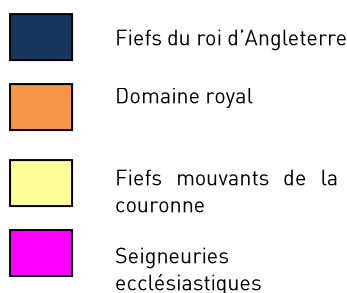 Fiefs du roi d’Angleterre
Domaine royal
Fiefs mouvants de la
couronne
Seigneuries
ecclésiastiques